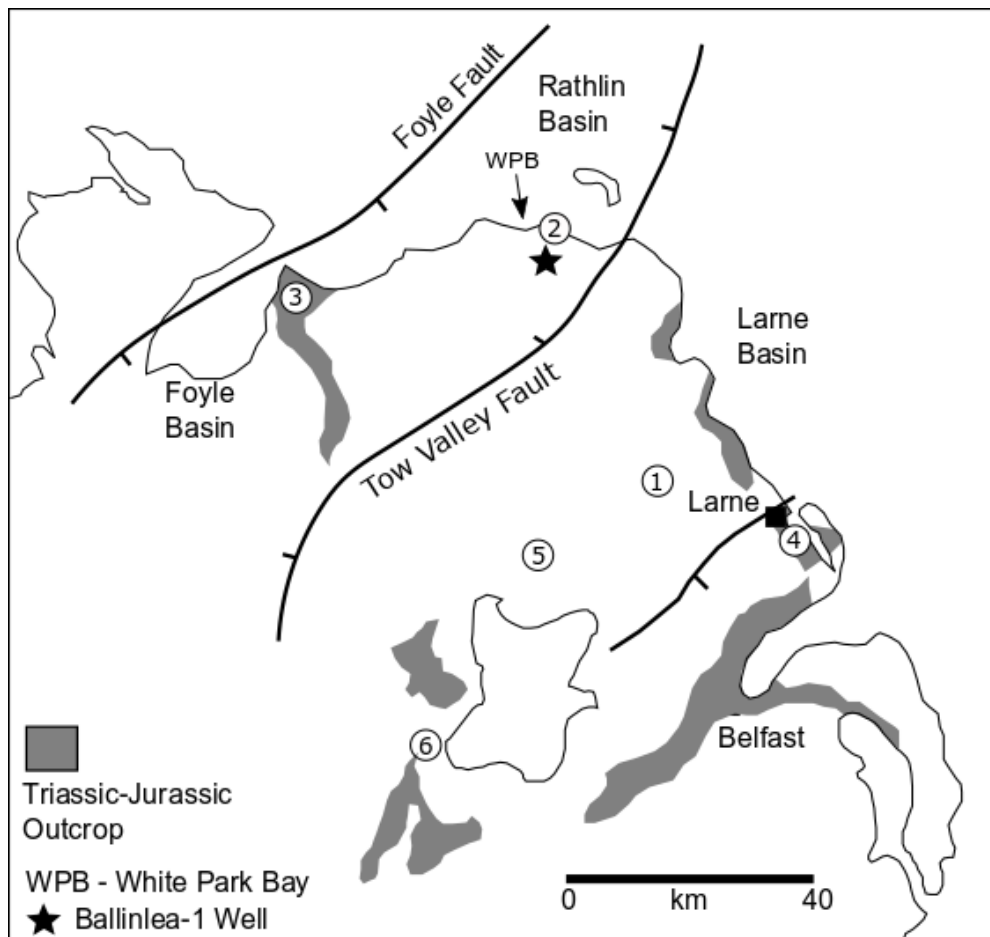 Foyle Fault
Rathlin
Basin
WPB
2
3
Larne
Basin
Foyle
Basin
Tow Valley Fault
1
Larne
4
5
6
Belfast
Triassic-Jurassic
Outcrop
WPB - White Park Bay
Ballinlea-1 Well
0
km
40